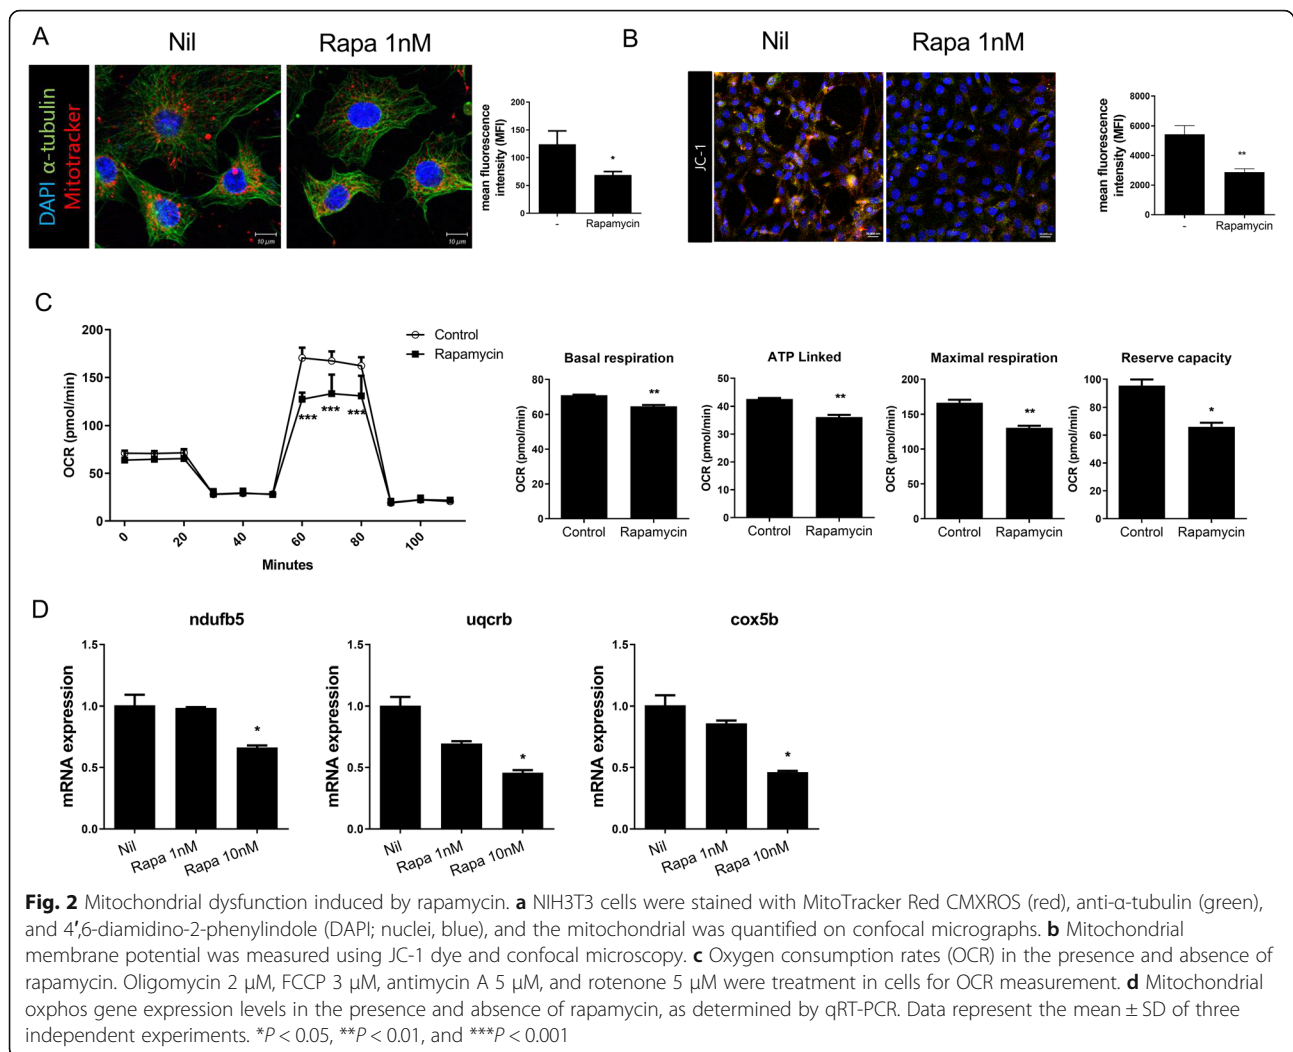 A
Nil
Rapa 1nM
DAPI α-tubulin
Mitotracker
10 µm
10 µm
mean fluorescence
intensity (MFI)
200
150
100
50
0
*
-
Rapamycin
B
Nil
Rapa 1nM
JC-1
mean fluorescence
intensity (MFI)
8000
6000
4000
2000
0
**
-
Rapamycin
C
OCR (pmol/min)
200
150
100
50
0
Control
Rapamycin
***
***
***
0
20
40
60
80
100
Minutes
Basal respiration
OCR (pmol/min)
80
60
40
20
0
**
Control
Rapamycin
ATP Linked
OCR (pmol/min)
50
40
30
20
10
0
**
Control
Rapamycin
Maximal respiration
OCR (pmol/min)
200
150
100
50
0
**
Control
Rapamycin
Reserve capacity
OCR (pmol/min)
100
80
60
40
20
0
*
Control
Rapamycin
D
ndufb5
mRNA expression
1.5
1.0
0.5
0.0
*
Nil
Rapa 1nM
Rapa 10nM
uqcrb
mRNA expression
1.5
1.0
0.5
0.0
*
Nil
Rapa 1nM
Rapa 10nM
cox5b
mRNA expression
1.5
1.0
0.5
0.0
*
Nil
Rapa 1nM
Rapa 10nM
Fig. 2 Mitochondrial dysfunction induced by rapamycin. a NIH3T3 cells were stained with MitoTracker Red CMXROS (red), anti-α-tubulin (green),
and 4′,6-diamidino-2-phenylindole (DAPI; nuclei, blue), and the mitochondrial was quantified on confocal micrographs. b Mitochondrial
membrane potential was measured using JC-1 dye and confocal microscopy. c Oxygen consumption rates (OCR) in the presence and absence of
rapamycin. Oligomycin 2 µM, FCCP 3 µM, antimycin A 5 µM, and rotenone 5 µM were treatment in cells for OCR measurement. d Mitochondrial
oxphos gene expression levels in the presence and absence of rapamycin, as determined by qRT-PCR. Data represent the mean ± SD of three
independent experiments. *P < 0.05, **P < 0.01, and ***P < 0.001